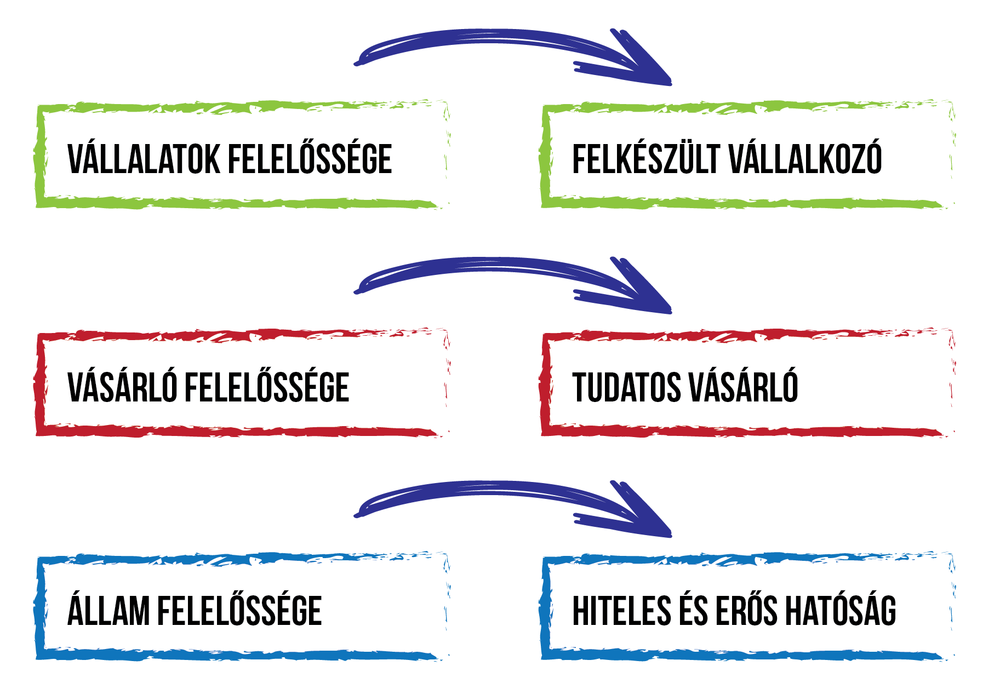 VÁLLALATOK FELELŐSSÉGE
FELKÉSZÜLT VÁLLALKOZÓ
VÁSÁRLÓ FELELŐSSÉGE
TUDATOS VÁSÁRLÓ
ÁLLAM FELELŐSSÉGE
HITELES ÉS ERŐS HATÓSÁG